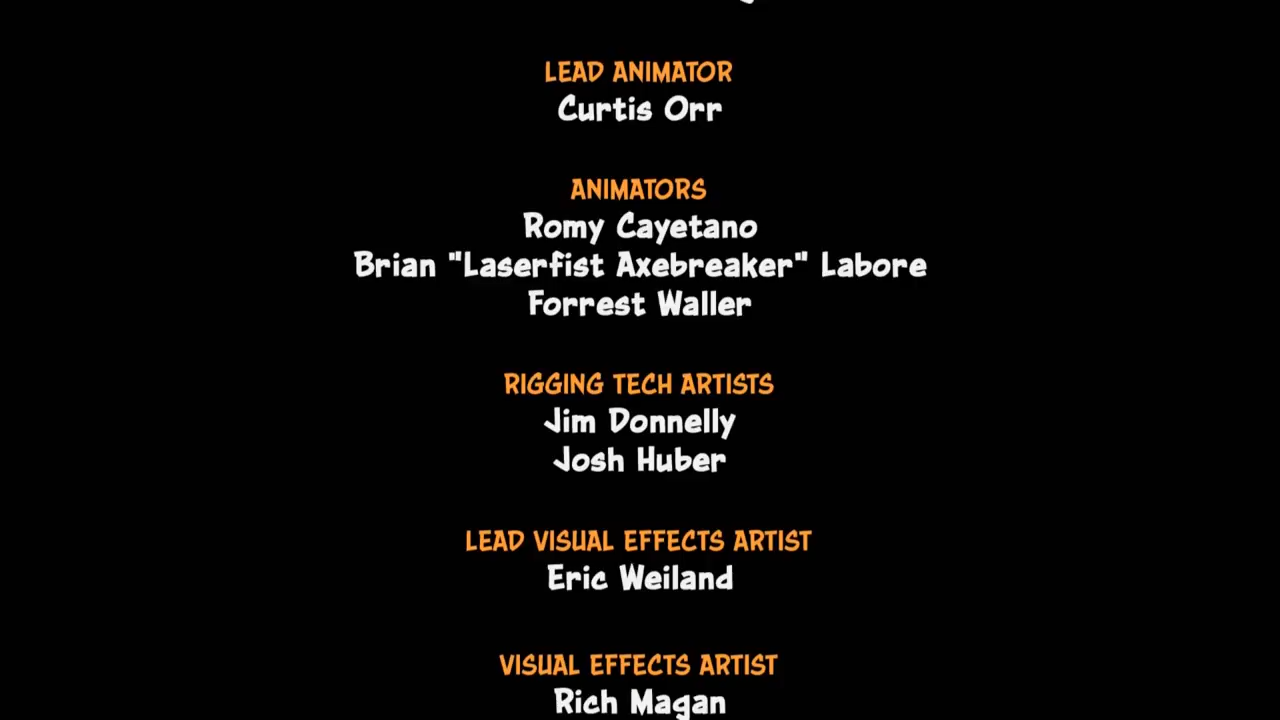 LEAD ANIMATOR
Curtis Orr
ANIMATORS
Romy Cayetano
Brian "Laserfist Axebreaker" Labore
Forrest Waller
RIGGING TECH ARTISTS
Jim Donnelly
Josh Huber
LEAD VISUAL EFFECTS ARTIST
Eric Weiland
VISUAL EFFECTS ARTIST
Rich Magan